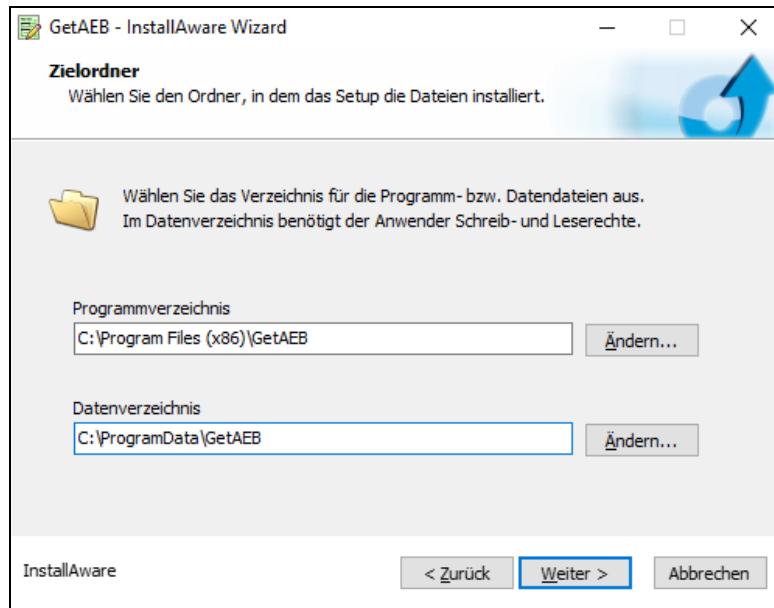 GetAEB - InstallAware Wizard
Zielordner
Wählen Sie den Ordner, in dem das Setup die Dateien installiert.
Wählen Sie das Verzeichnis für die Programm- bzw. Datendateien aus.
Im Datenverzeichnis benötigt der Anwender Schreib- und Leserechte.
Programmverzeichnis
C:\Program Files (x86)\GetAEB
Ändern...
Datenverzeichnis
C:\ProgramData\GetAEB
Ändern...
InstallAware
< Zurück
Weiter >
Abbrechen